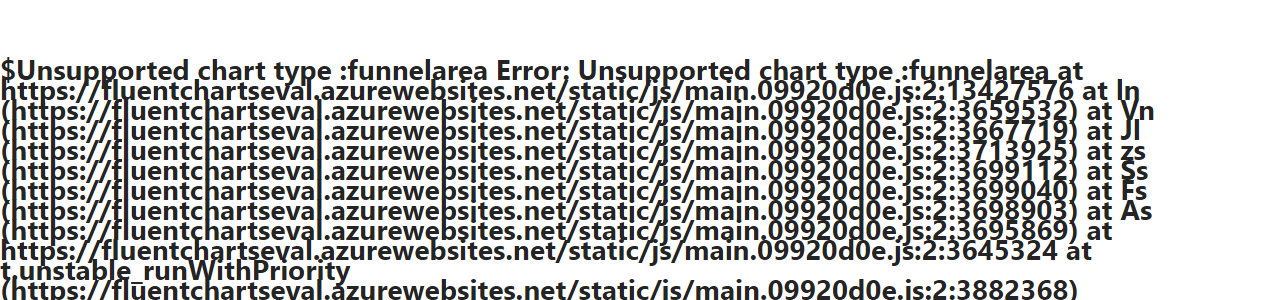 $Unsupported chart type :funnelarea Error: Unsupported chart type :funnelarea at
https://fluentchartseval.azurewebsites.net/static/js/main.09920d0e.js:2:13427576 at ln
(https://fluentchartseval.azurewebsites.net/static/js/main.09920d0e.js:2:3659532) at Vn
(https://fluentchartseval.azurewebsites.net/static/js/main.09920d0e.js:2:3667719) at Jl
(https://fluentchartseval.azurewebsites.net/static/js/main.09920d0e.js:2:3713925) at zs
(https://fluentchartseval.azurewebsites.net/static/js/main.09920d0e.js:2:3699112) at Ss
(https://fluentchartseval.azurewebsites.net/static/js/main.09920d0e.js:2:3699040) at Fs
(https://fluentchartseval.azurewebsites.net/static/js/main.09920d0e.js:2:3698903) at As
(https://fluentchartseval.azurewebsites.net/static/js/main.09920d0e.js:2:3695869) at
https://fluentchartseval.azurewebsites.net/static/js/main.09920d0e.js:2:3645324 at
t.unstable_runWithPriority
(https://fluentchartseval.azurewebsites.net/static/js/main.09920d0e.js:2:3882368)